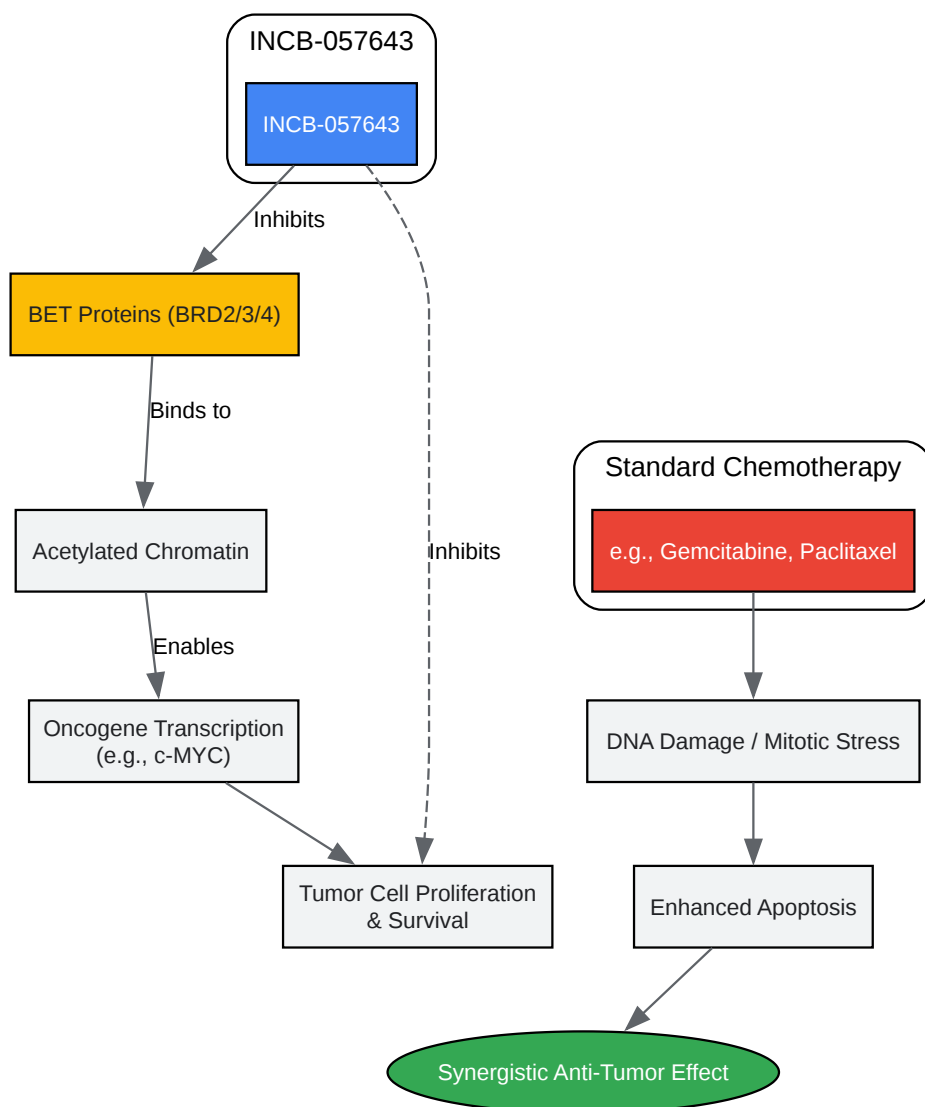 INCB-057643
INCB-057643
Inhibits
BET Proteins (BRD2/3/4)
Binds to
Acetylated Chromatin
Inhibits
Enables
Oncogene Transcription
(e.g., c-MYC)
Tumor Cell Proliferation
& Survival
Standard Chemotherapy
e.g., Gemcitabine, Paclitaxel
DNA Damage / Mitotic Stress
Enhanced Apoptosis
Synergistic Anti-Tumor Effect